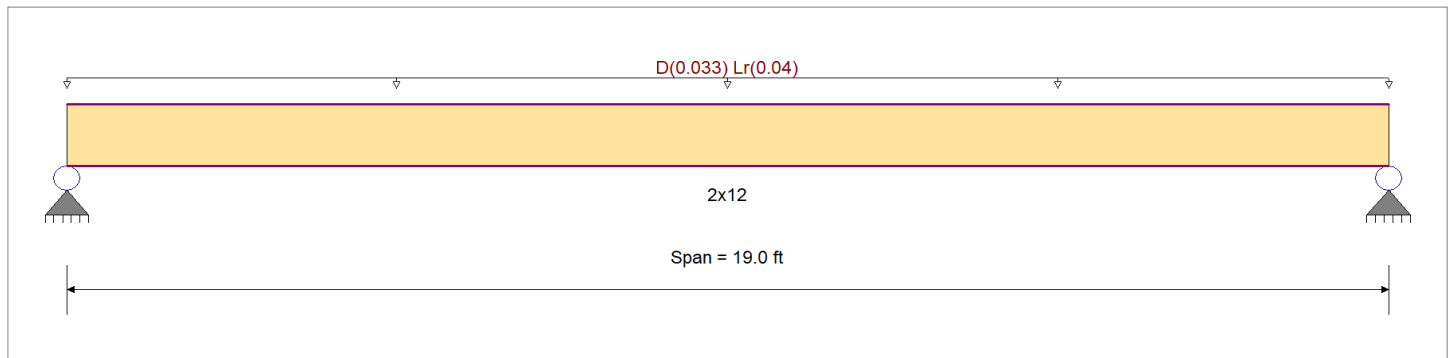 D(0.033) Lr(0.04)
2x12
Span = 19.0 ft